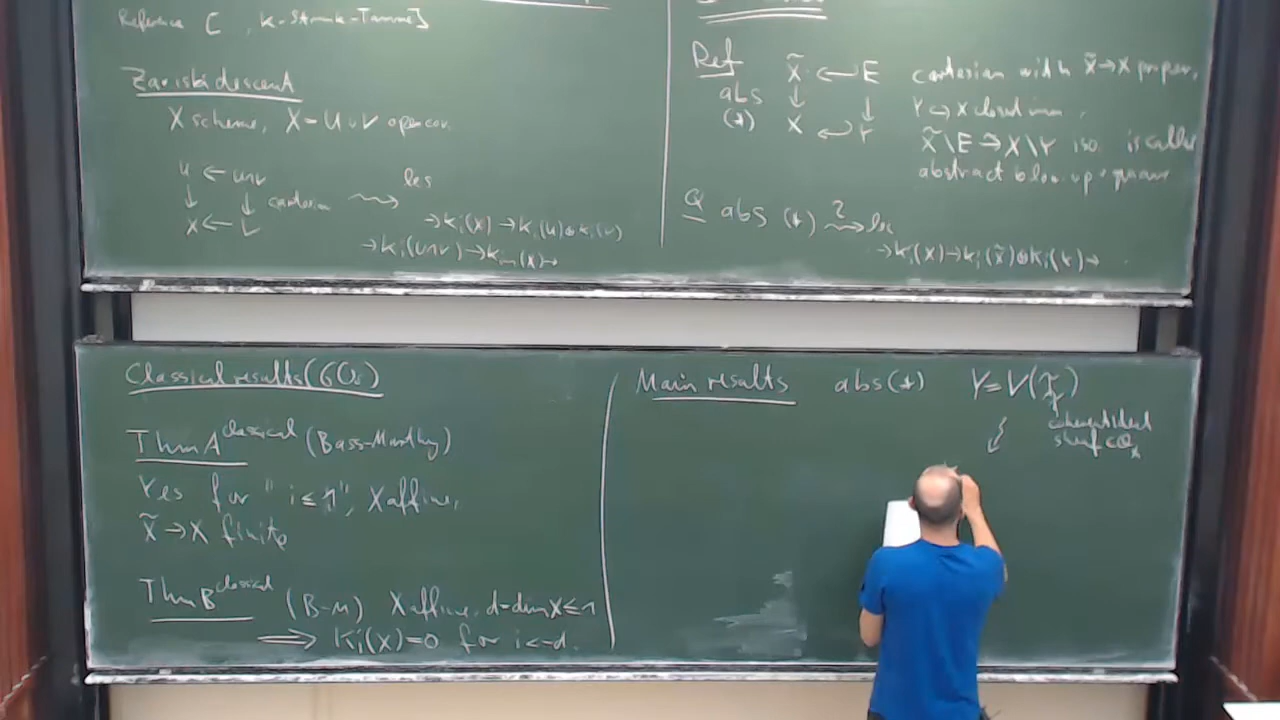 Reference [ , K-Strunk-Tamme]
Zariski descent
X scheme, X = U ∪ V open cov.
U ← U∩V
↓ ↓ cartesian ⇝ les
X ← V
→ K_i(X) → K_i(U) ⊕ K_i(V)
→ K_i(U∩V) → K_{i-1}(X) →
Ref
abs
(*)
X̃ ↩ E
↓ ↓
X ↩ Y
cartesian with X̃ → X proper,
Y ↪ X closed imm.,
X̃\E ⥲ X\Y iso is called
abstract blow-up square
Q abs (*) ?⇝ les
→ K_i(X) → K_i(X̃) ⊕ K_i(Y) →
Classical results (60s)
Thm A^classical (Bass-Murthy)
Yes for "i ≤ 1", X affine,
X̃ → X finite
Thm B^classical (B-M) X affine, d = dim X ≤ 1
⟹ K_i(X) = 0 for i < -d.
Main results abs(*) Y = V(I)
coherent ideal
sheaf ⊂ O_X